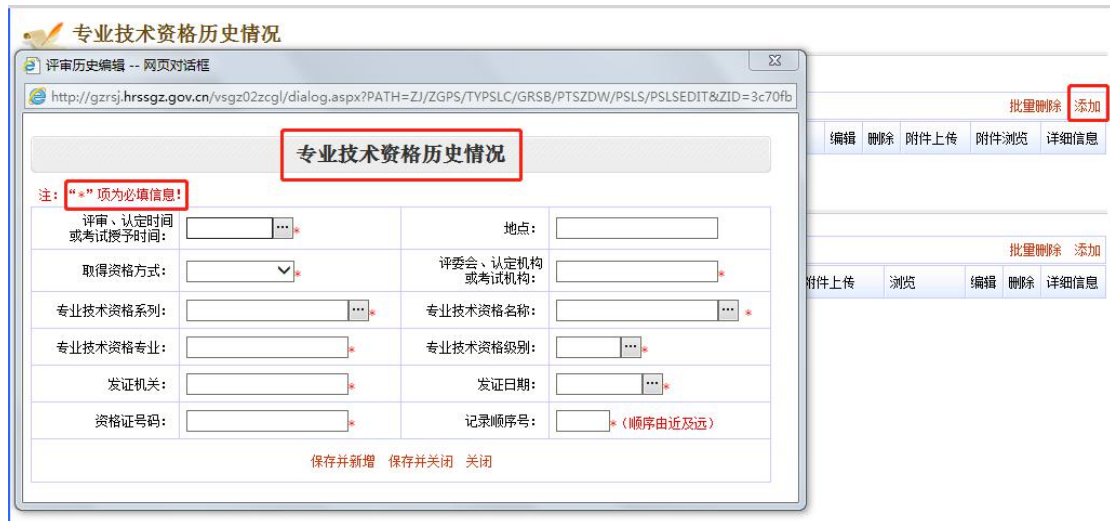 专业技术资格历史情况
评审历史编辑 -- 网页对话框
http://gzrsj.hrssgz.gov.cn/vsgz02zcgl/dialog.aspx?PATH=ZJ/ZGPS/TYPSLC/GRSB/PTSZDW/PSLS/PSLSEDIT&ZID=3c70fb
批量删除 添加
编辑 删除 附件上传 附件浏览 详细信息
专业技术资格历史情况
注：“*”项为必填信息!
评审、认定时间
或考试授予时间： ... *
地点：
取得资格方式： *
评委会、认定机构
或考试机构： *
批量删除 添加
附件上传 浏览 编辑 删除 详细信息
专业技术资格系列： ... *
专业技术资格名称： ... *
专业技术资格专业： *
专业技术资格级别： ... *
发证机关： *
发证日期： ... *
资格证号码： *
记录顺序号： *（顺序由近及远）
保存并新增 保存并关闭 关闭